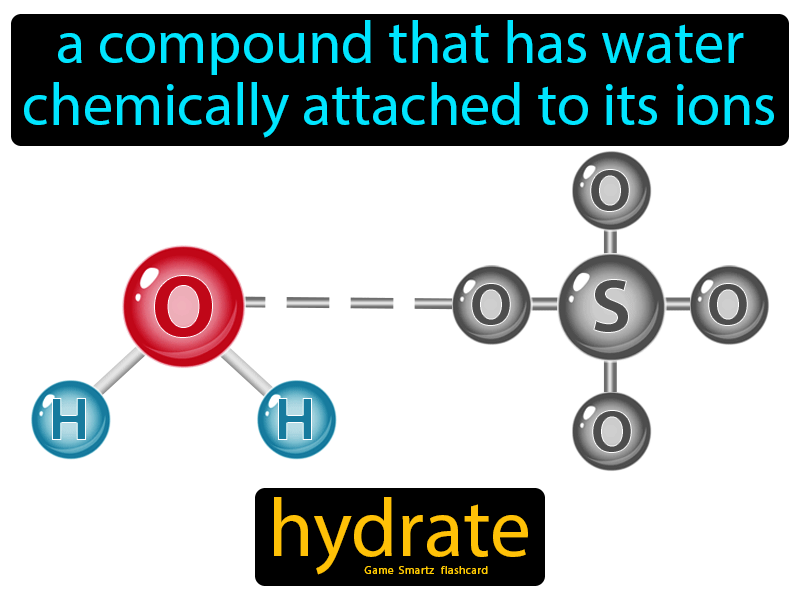 a compound that has water
chemically attached to its ions
O
O
O
S
O
H
H
O
hydrate
Game Smartz flashcard